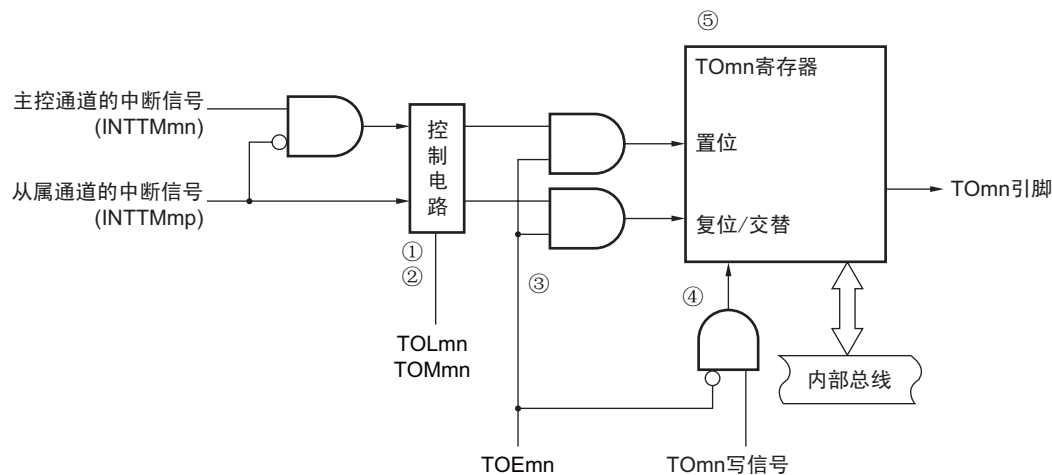 ⑤
TOmn寄存器
主控通道的中断信号
(INTTMmn)
控制电路
置位
从属通道的中断信号
(INTTMmp)
TOmn引脚
复位/交替
①
②
③
④
TOLmn
TOMmn
内部总线
TOEmn
TOmn写信号